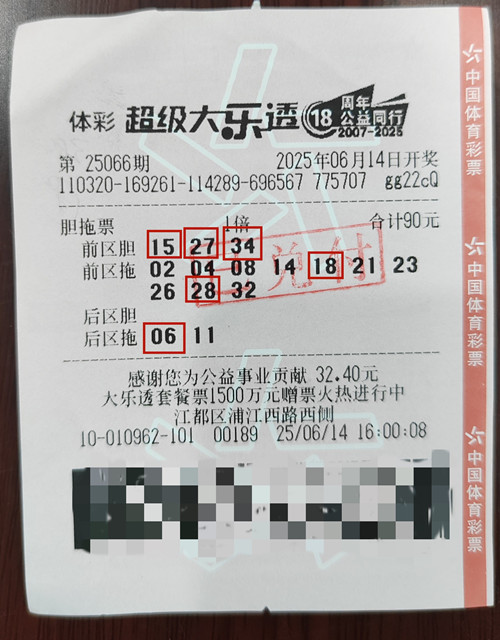 体彩 超级大乐透 18 周年 公益同行 2007-2025
第 25066期 2025年06月14日开奖
110320-169261-114289-696567 775707 gg22cQ
胆拖票 1倍 合计90元
前区胆 15 27 34
前区拖 02 04 08 14 18 21 23
26 28 32
后区胆
后区拖 06 11
兑付
感谢您为公益事业贡献 32.40元
大乐透套餐票1500万元赠票火热进行中
江都区浦江西路西侧
10-010962-101 00189 25/06/14 16:00:08
中国体育彩票
中国体育彩票
中国体育彩票